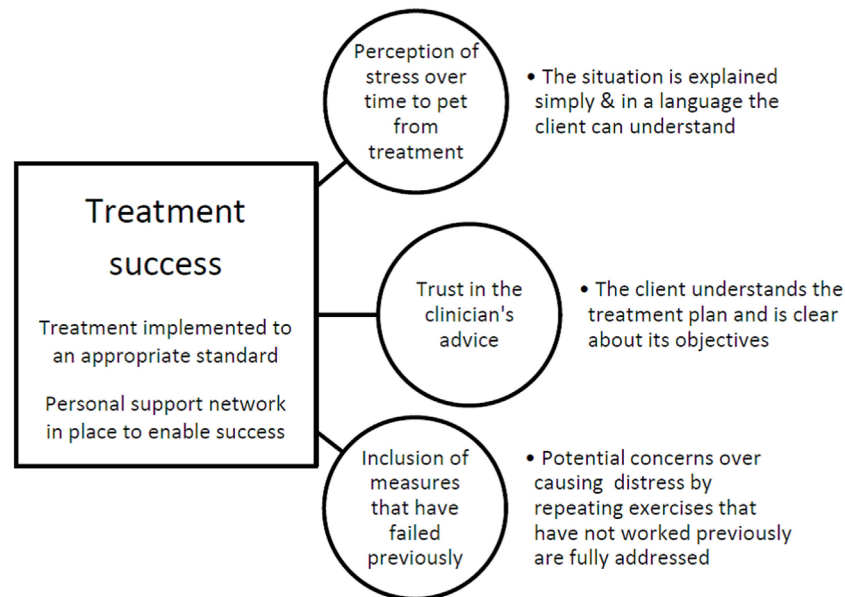 Treatment
success
Treatment implemented to
an appropriate standard
Personal support network
in place to enable success
Perception of
stress over
time to pet
from
treatment
• The situation is explained
simply & in a language the
client can understand
Trust in the
clinician's
advice
• The client understands the
treatment plan and is clear
about its objectives
Inclusion of
measures
that have
failed
previously
• Potential concerns over
causing distress by
repeating exercises that
have not worked previously
are fully addressed